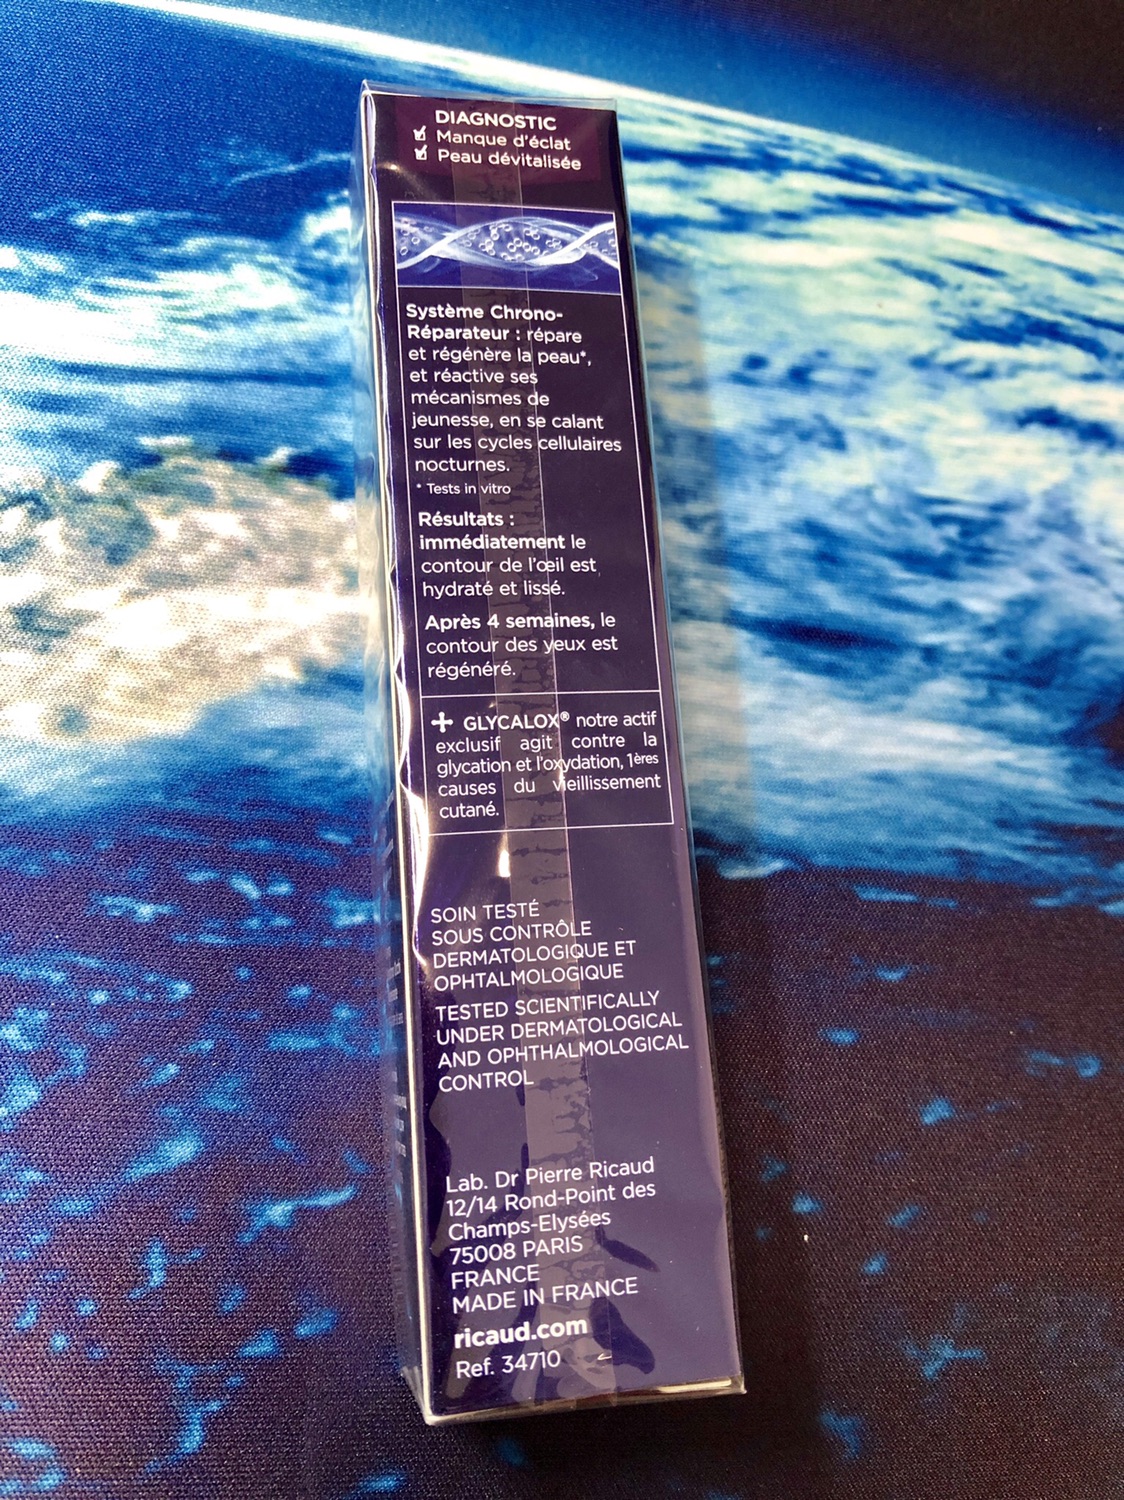 DIAGNOSTIC
Manque d'éclat
Peau dévitalisée
Système Chrono-
Réparateur : répare
et régénère la peau*,
et réactive ses
mécanismes de
jeunesse, en se calant
sur les cycles cellulaires
nocturnes.
* Tests in vitro
Résultats :
immédiatement le
contour de l'œil est
hydraté et lissé.
Après 4 semaines, le
contour des yeux est
régénéré.
+ GLYCALOX® notre actif
exclusif agit contre la
glycation et l'oxydation, 1ères
causes du vieillissement
cutané.
SOIN TESTÉ
SOUS CONTRÔLE
DERMATOLOGIQUE ET
OPHTALMOLOGIQUE
TESTED SCIENTIFICALLY
UNDER DERMATOLOGICAL
AND OPHTHALMOLOGICAL
CONTROL
Lab. Dr Pierre Ricaud
12/14 Rond-Point des
Champs-Elysées
75008 PARIS
FRANCE
MADE IN FRANCE
ricaud.com
Ref. 34710